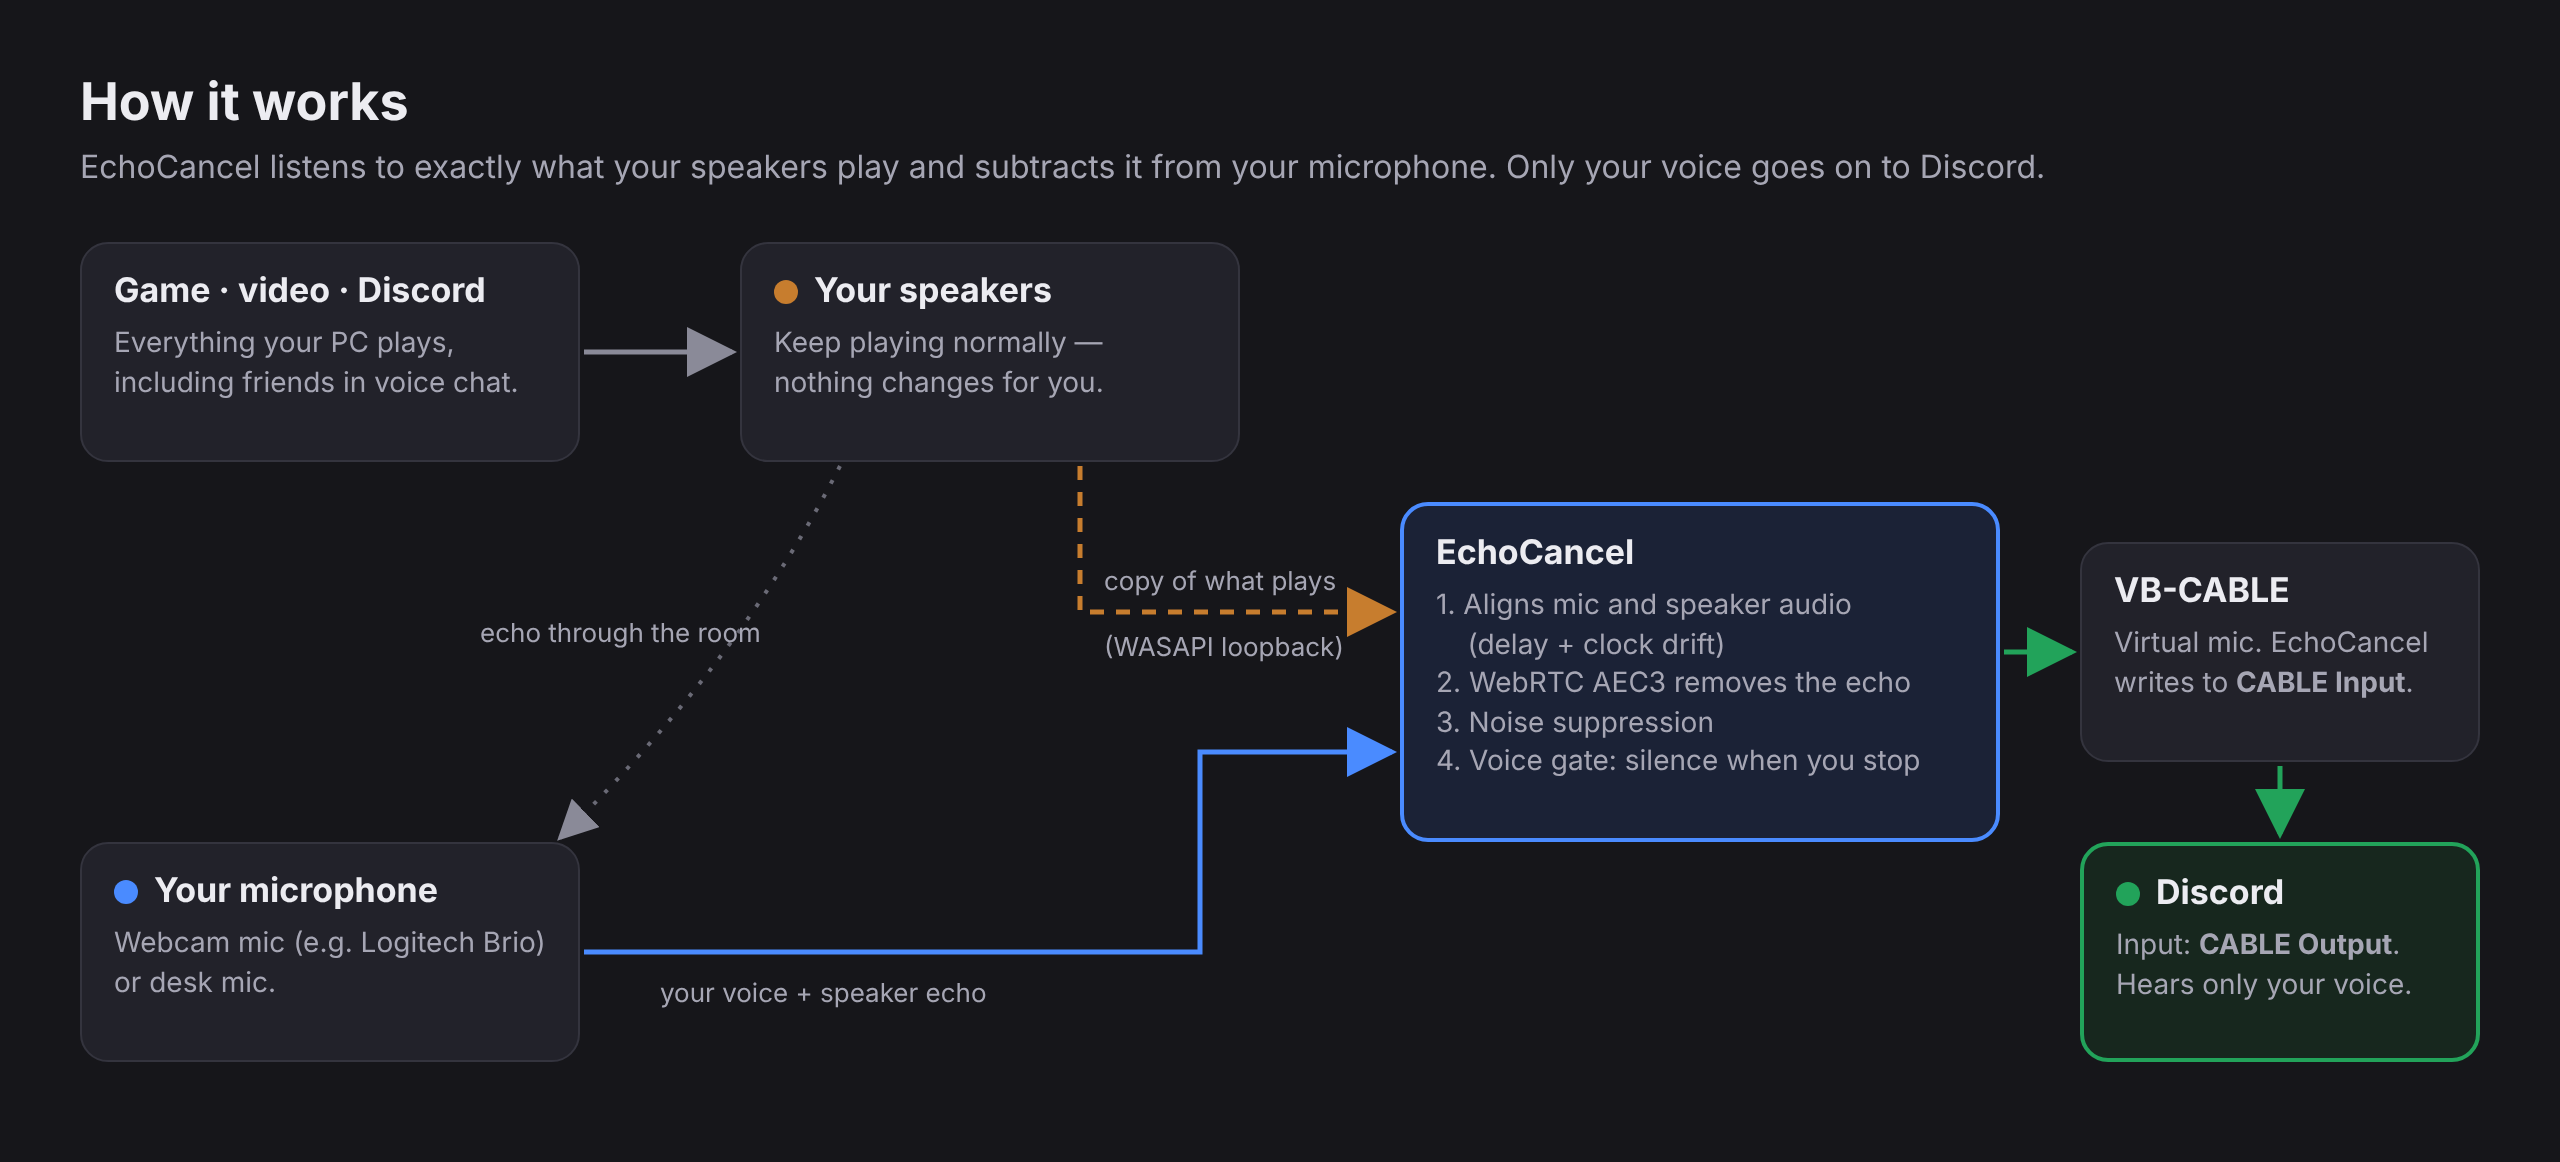 How it works
EchoCancel listens to exactly what your speakers play and subtracts it from your microphone. Only your voice goes on to Discord.
Game · video · Discord
Everything your PC plays,
including friends in voice chat.
Your speakers
Keep playing normally —
nothing changes for you.
echo through the room
copy of what plays
(WASAPI loopback)
EchoCancel
1. Aligns mic and speaker audio
(delay + clock drift)
2. WebRTC AEC3 removes the echo
3. Noise suppression
4. Voice gate: silence when you stop
VB-CABLE
Virtual mic. EchoCancel
writes to CABLE Input.
Your microphone
Webcam mic (e.g. Logitech Brio)
or desk mic.
your voice + speaker echo
Discord
Input: CABLE Output.
Hears only your voice.